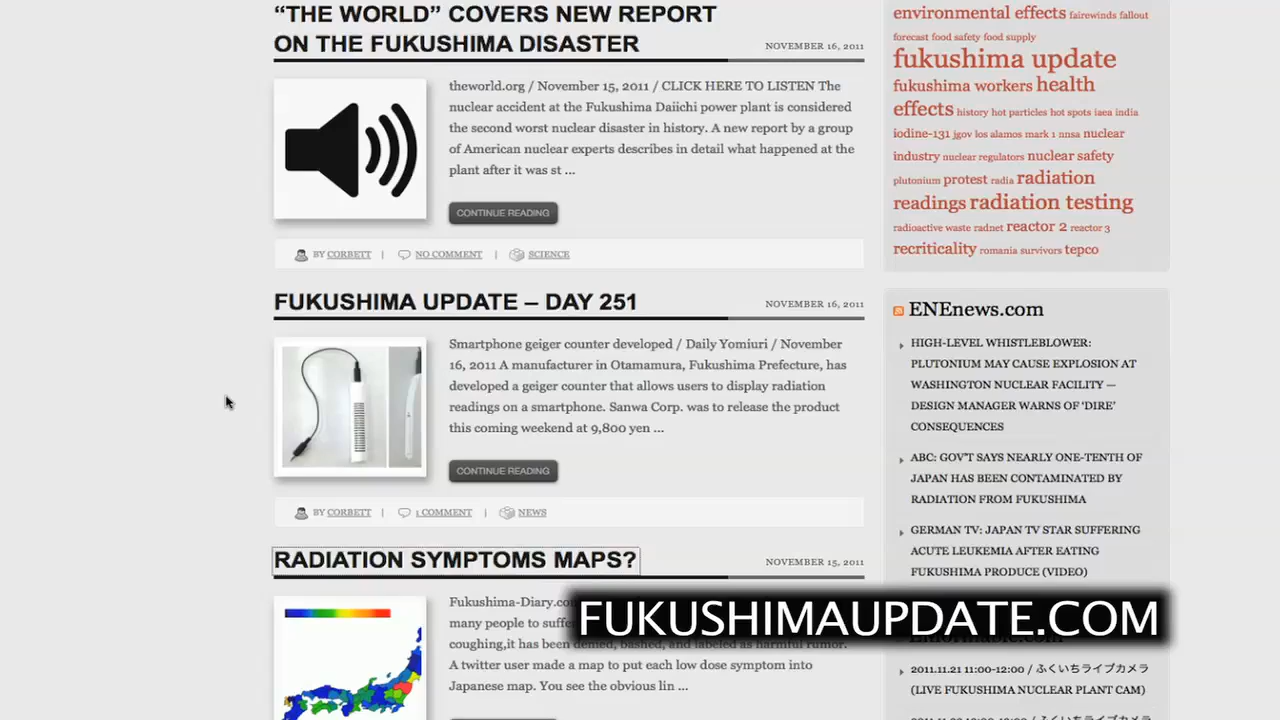 “THE WORLD” COVERS NEW REPORT
ON THE FUKUSHIMA DISASTER
NOVEMBER 16, 2011
theworld.org / November 15, 2011 / CLICK HERE TO LISTEN The
nuclear accident at the Fukushima Daiichi power plant is considered
the second worst nuclear disaster in history. A new report by a group
of American nuclear experts describes in detail what happened at the
plant after it was st ...
CONTINUE READING
BY CORBETT | NO COMMENT | SCIENCE
FUKUSHIMA UPDATE – DAY 251
NOVEMBER 16, 2011
Smartphone geiger counter developed / Daily Yomiuri / November
16, 2011 A manufacturer in Otamamura, Fukushima Prefecture, has
developed a geiger counter that allows users to display radiation
readings on a smartphone. Sanwa Corp. was to release the product
this coming weekend at 9,800 yen ...
CONTINUE READING
BY CORBETT | 1 COMMENT | NEWS
RADIATION SYMPTOMS MAPS?
NOVEMBER 15, 2011
Fukushima-Diary.co
many people to suffe
coughing,it has been denied, bashed, and labeled as harmful rumor.
A twitter user made a map to put each low dose symptom into
Japanese map. You see the obvious lin ...
environmental effects fairewinds fallout
forecast food safety food supply
fukushima update
fukushima workers health
effects history hot particles hot spots iaea india
iodine-131 jgov los alamos mark 1 nnsa nuclear
industry nuclear regulators nuclear safety
plutonium protest radia radiation
readings radiation testing
radioactive waste radnet reactor 2 reactor 3
recriticality romania survivors tepco
ENEnews.com
HIGH-LEVEL WHISTLEBLOWER:
PLUTONIUM MAY CAUSE EXPLOSION AT
WASHINGTON NUCLEAR FACILITY —
DESIGN MANAGER WARNS OF ‘DIRE’
CONSEQUENCES
ABC: GOV’T SAYS NEARLY ONE-TENTH OF
JAPAN HAS BEEN CONTAMINATED BY
RADIATION FROM FUKUSHIMA
GERMAN TV: JAPAN TV STAR SUFFERING
ACUTE LEUKEMIA AFTER EATING
FUKUSHIMA PRODUCE (VIDEO)
FUKUSHIMAUPDATE.COM
2011.11.21 11:00-12:00 / ふくいちライブカメラ
(LIVE FUKUSHIMA NUCLEAR PLANT CAM)